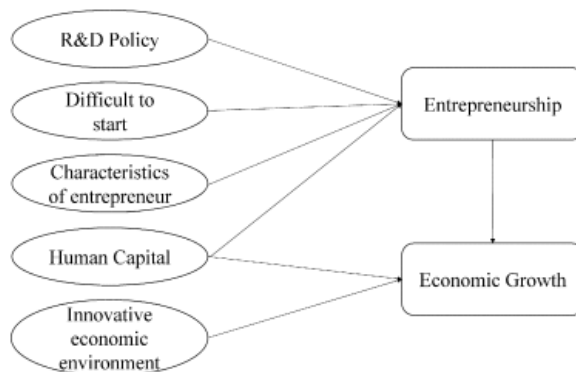 R&D Policy
Difficult to
start
Characteristics
of entrepreneur
Human Capital
Innovative
economic
environment
Entrepreneurship
Economic Growth